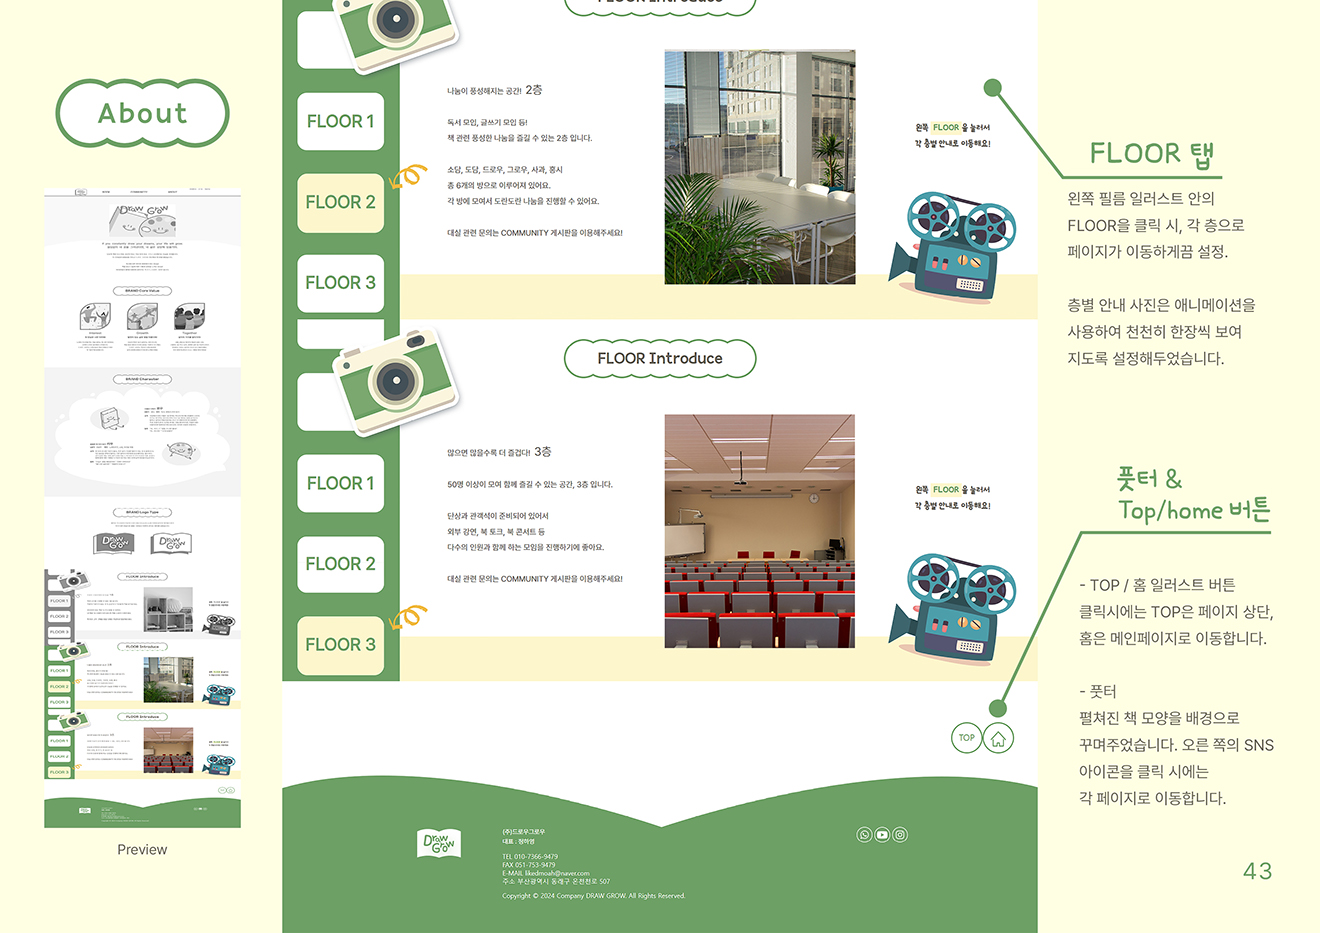 About
Preview
FLOOR Introduce
FLOOR 1
FLOOR 2
FLOOR 3
나눔이 풍성해지는 공간! 2층
독서 모임, 글쓰기 모임 등!
책 관련 풍성한 나눔을 즐길 수 있는 2층 입니다.
소담, 도담, 드로우, 그로우, 사과, 홍시
총 6개의 방으로 이루어져 있어요.
각 방에 모여서 도란도란 나눔을 진행할 수 있어요.
대실 관련 문의는 COMMUNITY 게시판을 이용해주세요!
왼쪽 FLOOR 을 눌러서
각 층별 안내로 이동해요!
FLOOR Introduce
FLOOR 1
FLOOR 2
FLOOR 3
많으면 많을수록 더 즐겁다! 3층
50명 이상이 모여 함께 즐길 수 있는 공간, 3층 입니다.
단상과 관객석이 준비되어 있어서
외부 강연, 북 토크, 북 콘서트 등
다수의 인원과 함께 하는 모임을 진행하기에 좋아요.
대실 관련 문의는 COMMUNITY 게시판을 이용해주세요!
왼쪽 FLOOR 을 눌러서
각 층별 안내로 이동해요!
TOP
Draw
Grow
(주)드로우그로우
대표 : 정하영
TEL 010-7366-9479
FAX 051-753-9479
E-MAIL likedmoah@naver.com
주소 부산광역시 동래구 온천천로 507
Copyright © 2024 Company DRAW GROW. All Rights Reserved.
FLOOR 탭
왼쪽 필름 일러스트 안의
FLOOR을 클릭 시, 각 층으로
페이지가 이동하게끔 설정.
층별 안내 사진은 애니메이션을
사용하여 천천히 한장씩 보여
지도록 설정해두었습니다.
풋터 &
Top/home 버튼
- TOP / 홈 일러스트 버튼
클릭시에는 TOP은 페이지 상단,
홈은 메인페이지로 이동합니다.
- 풋터
펼쳐진 책 모양을 배경으로
꾸며주었습니다. 오른 쪽의 SNS
아이콘을 클릭 시에는
각 페이지로 이동합니다.
43